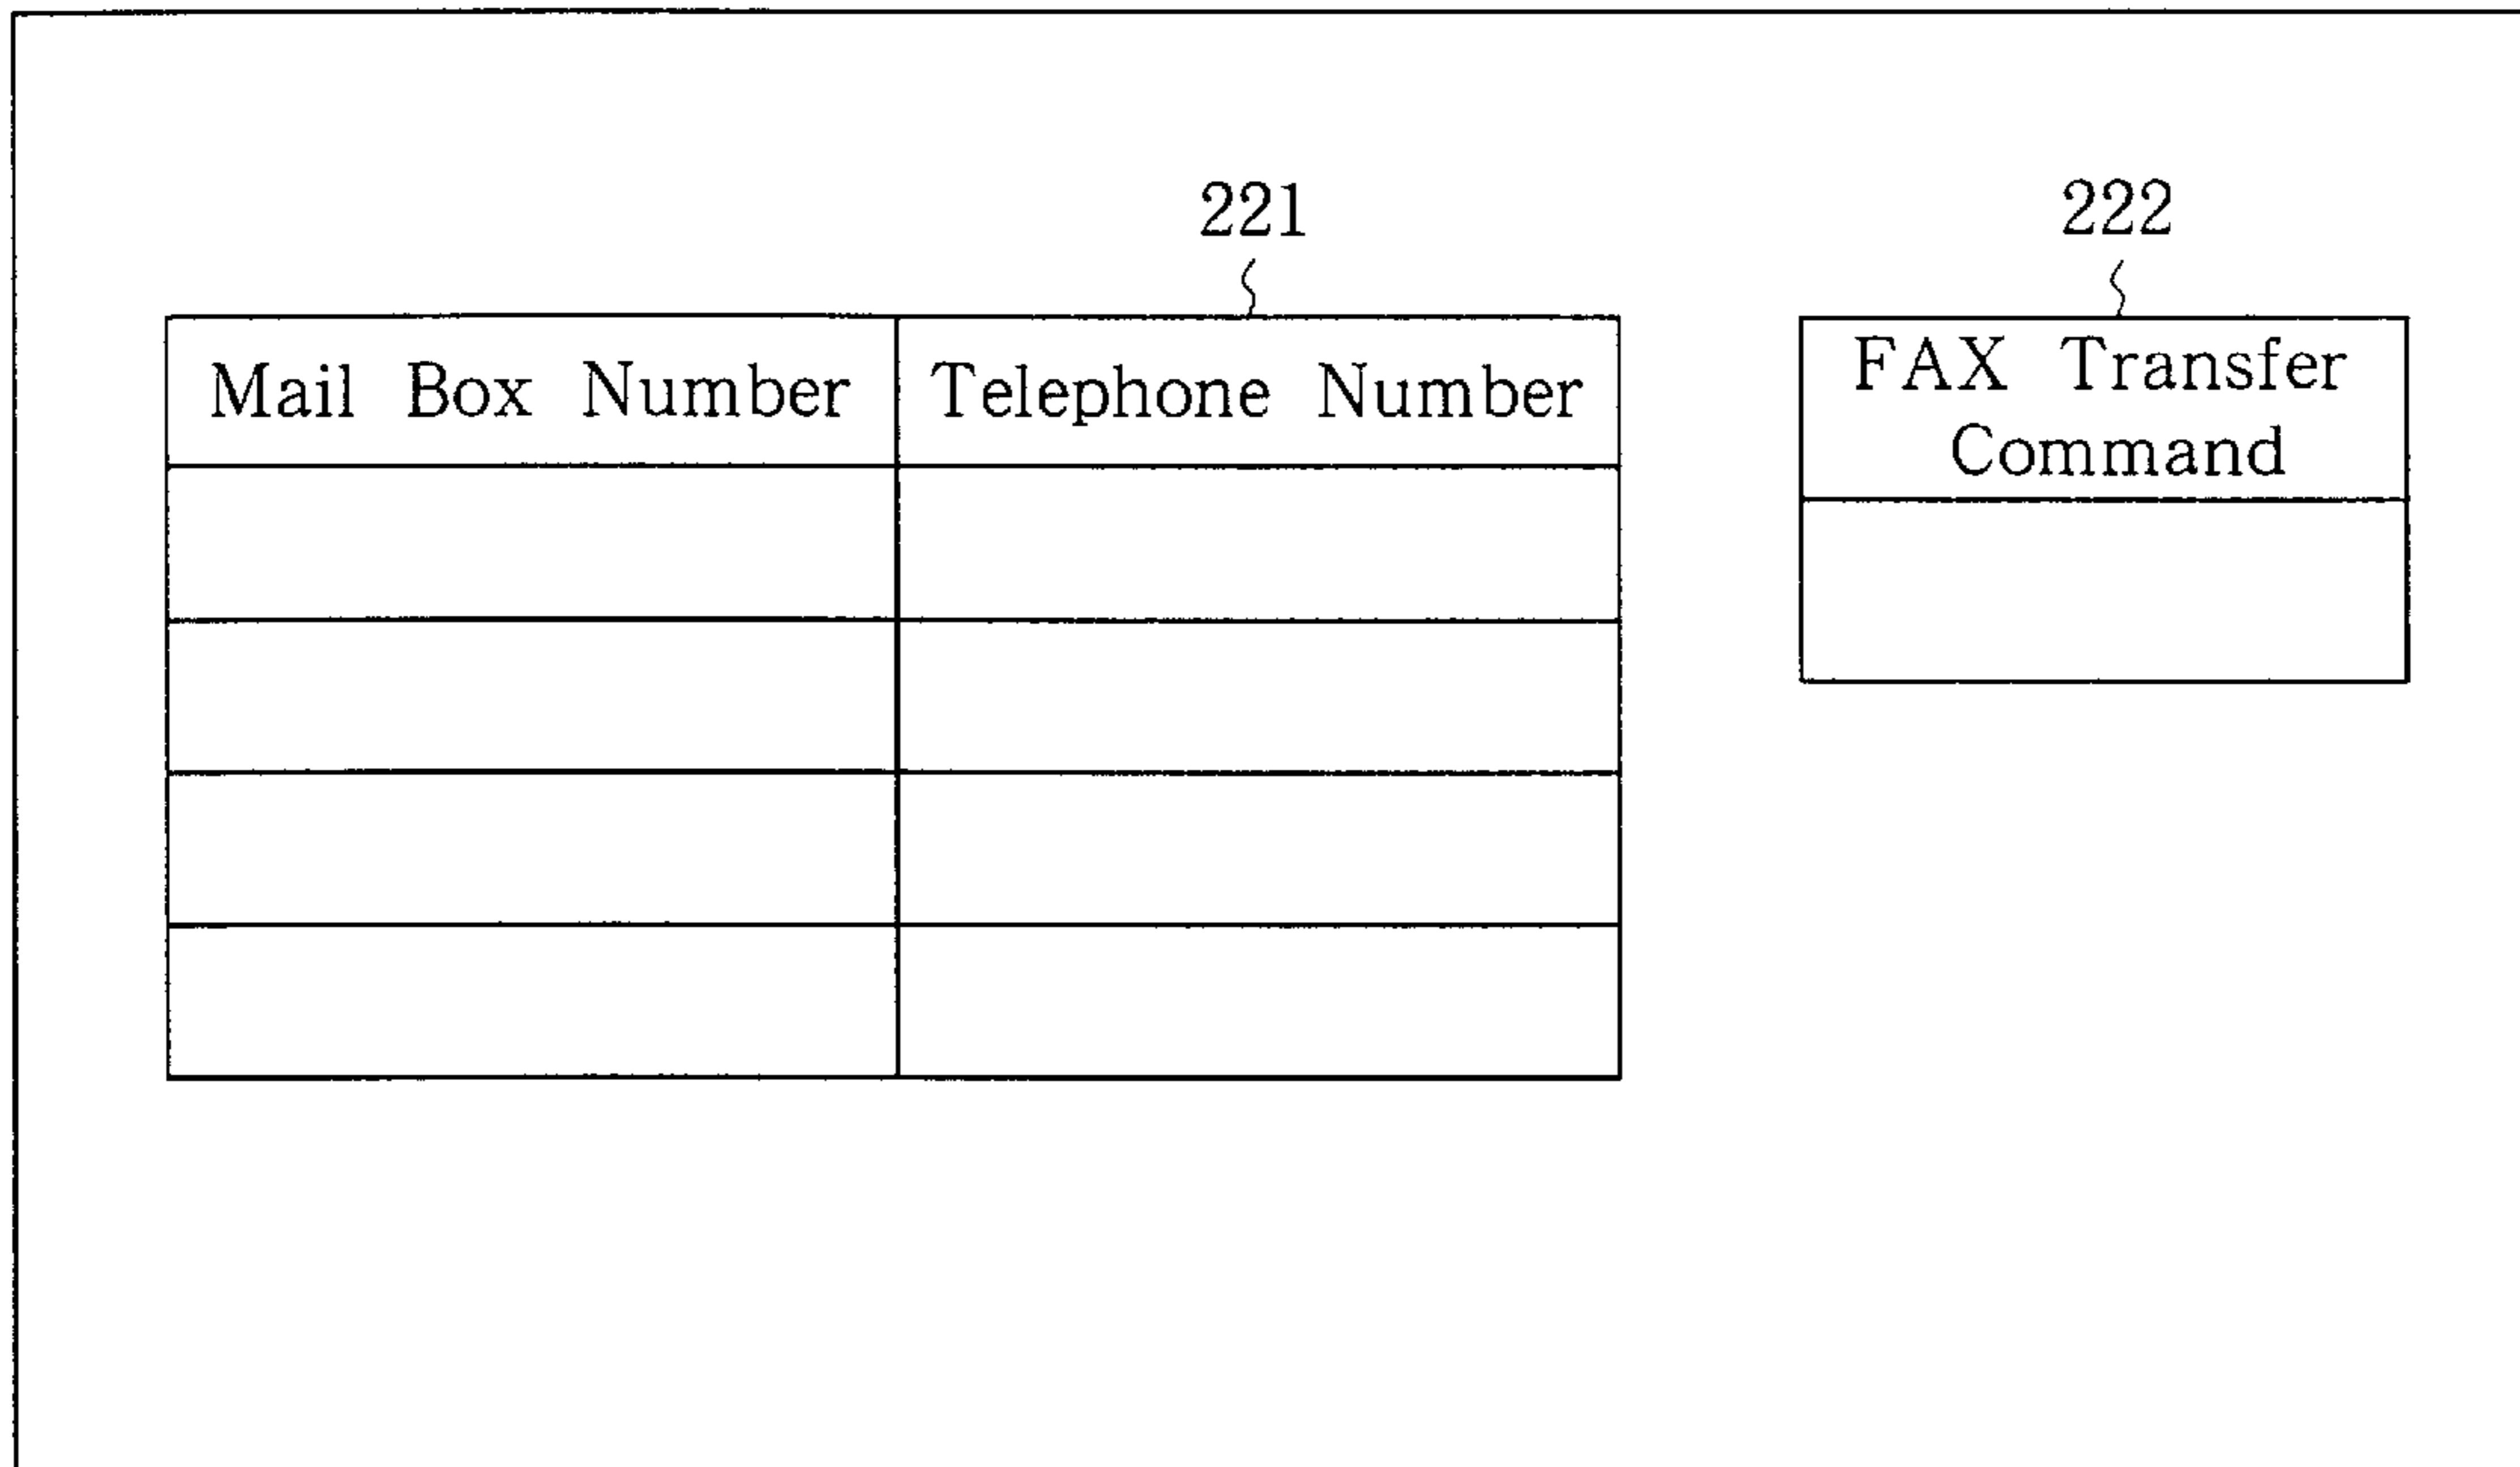 221
222
Mail Box Number
Telephone Number
FAX Transfer
Command